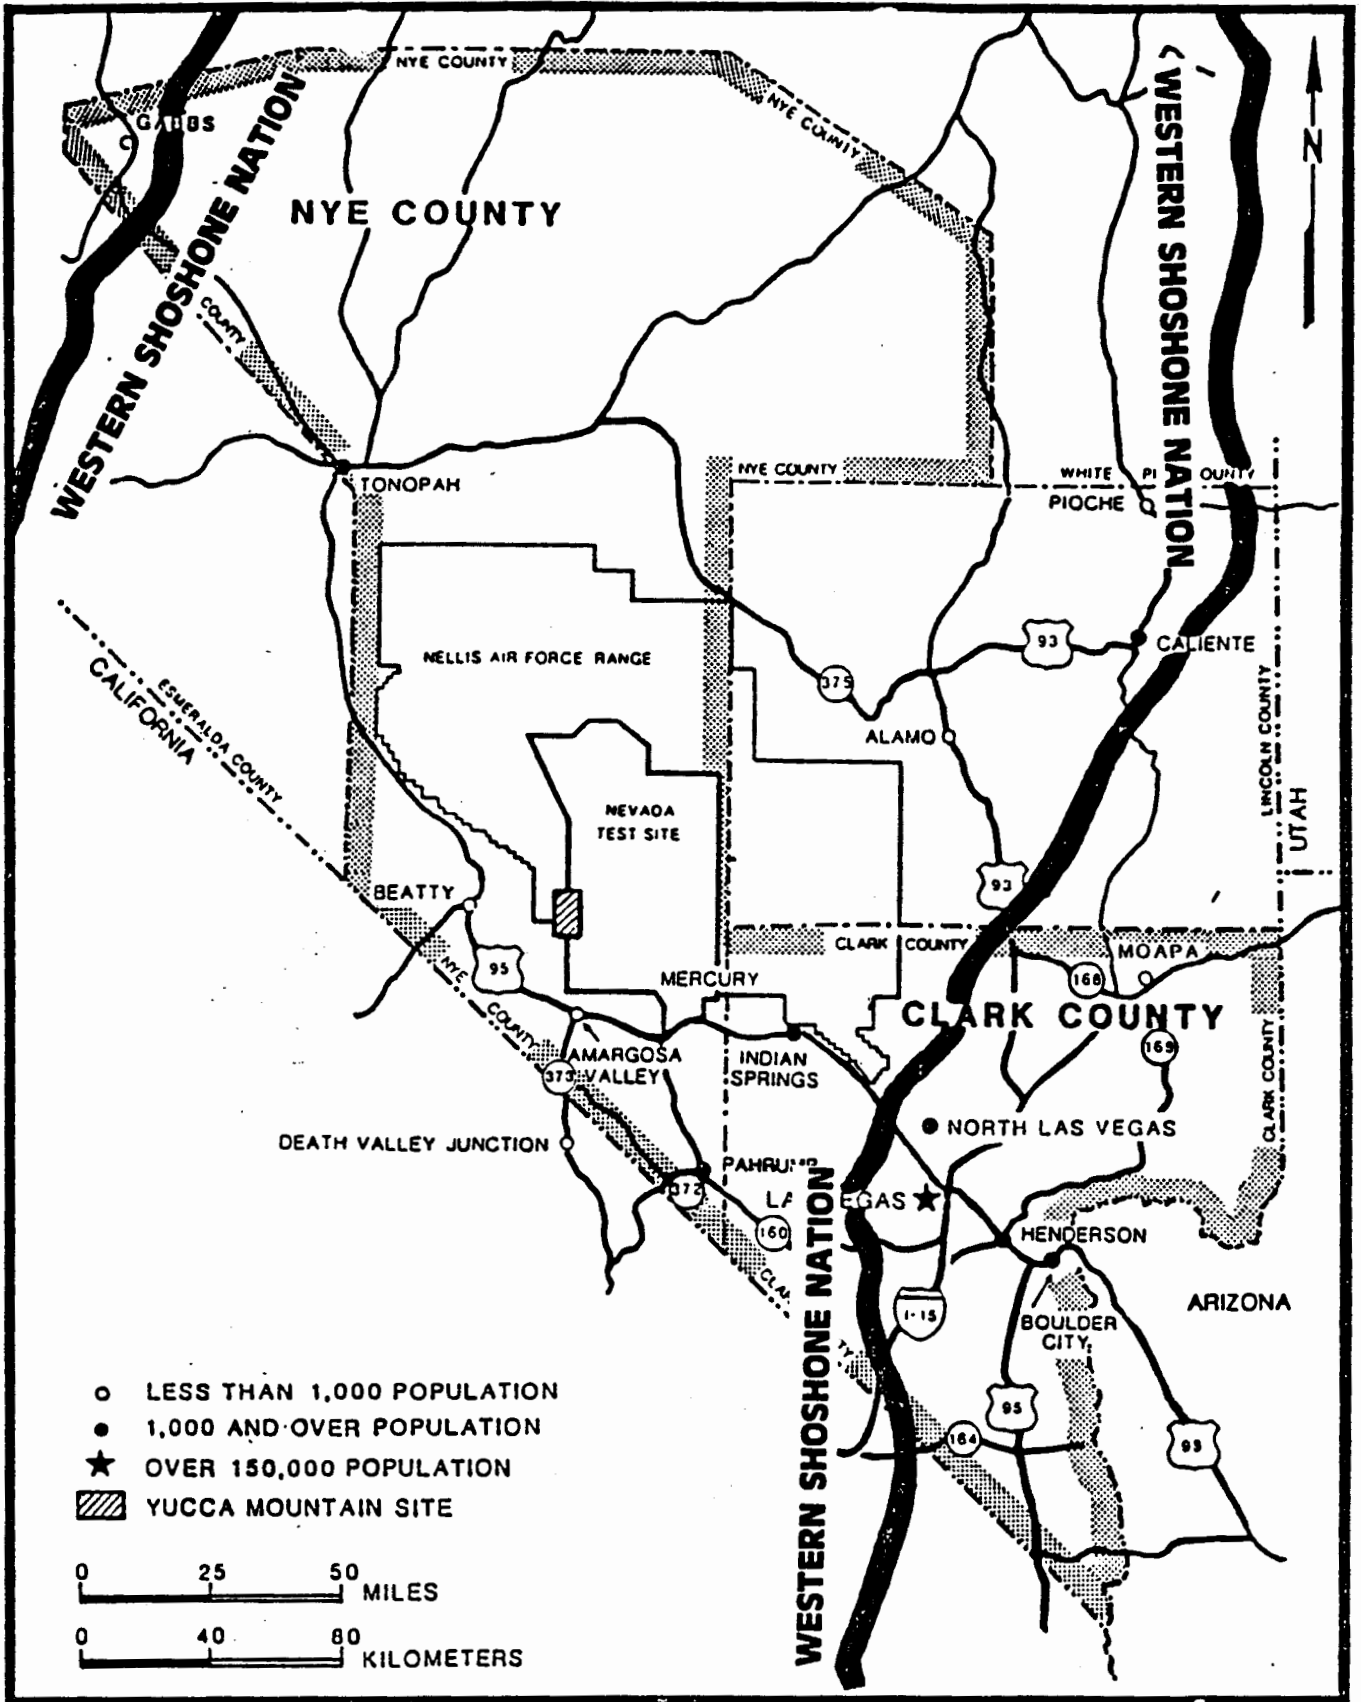 NYE COUNTY
NYE COUNTY
< WESTERN SHOSHONE NATION
N
GABBS
WESTERN SHOSHONE NATION
NYE COUNTY
COUNTY
NYE COUNTY
WHITE PI OUNTY
TONOPAH
PIOCHE
NELLIS AIR FORCE RANGE
93
CALIENTE
375
ESMERALDA COUNTY
CALIFORNIA
ALAMO
LINCOLN COUNTY
UTAH
NEVADA
TEST SITE
BEATTY
93
CLARK COUNTY
MOAPA
95
NYE
COUNTY
MERCURY
168
CLARK COUNTY
169
CLARK COUNTY
AMARGOSA
VALLEY
373
INDIAN
SPRINGS
NORTH LAS VEGAS
DEATH VALLEY JUNCTION
PAHRUMP
372
LA EGAS
160
HENDERSON
CLAR
TY
WESTERN SHOSHONE NATION
I-15
BOULDER
CITY
ARIZONA
95
164
93
LESS THAN 1,000 POPULATION
1,000 AND OVER POPULATION
OVER 150,000 POPULATION
YUCCA MOUNTAIN SITE
0 25 50
MILES
0 40 80
KILOMETERS